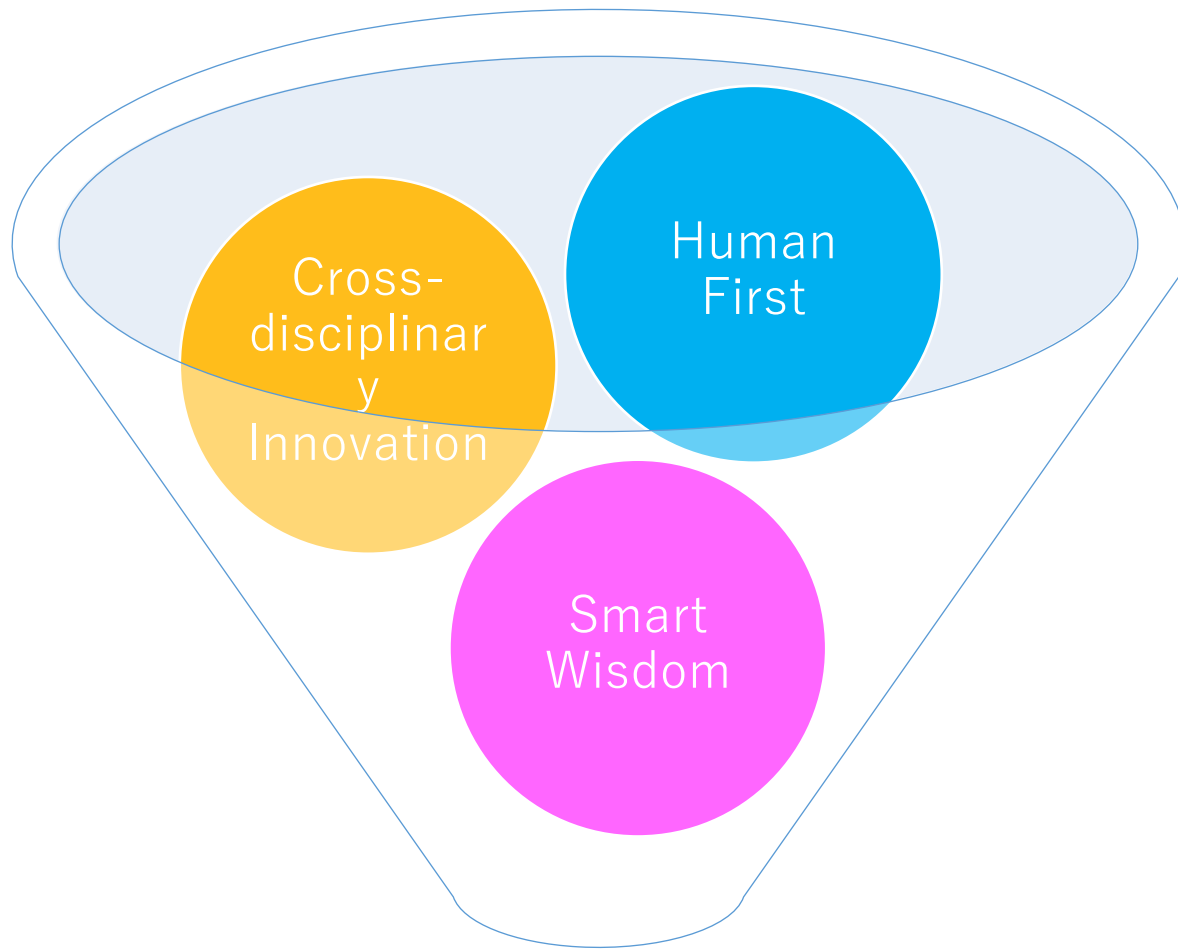 Cross-
disciplinar
y
Innovation
Human
First
Smart
Wisdom